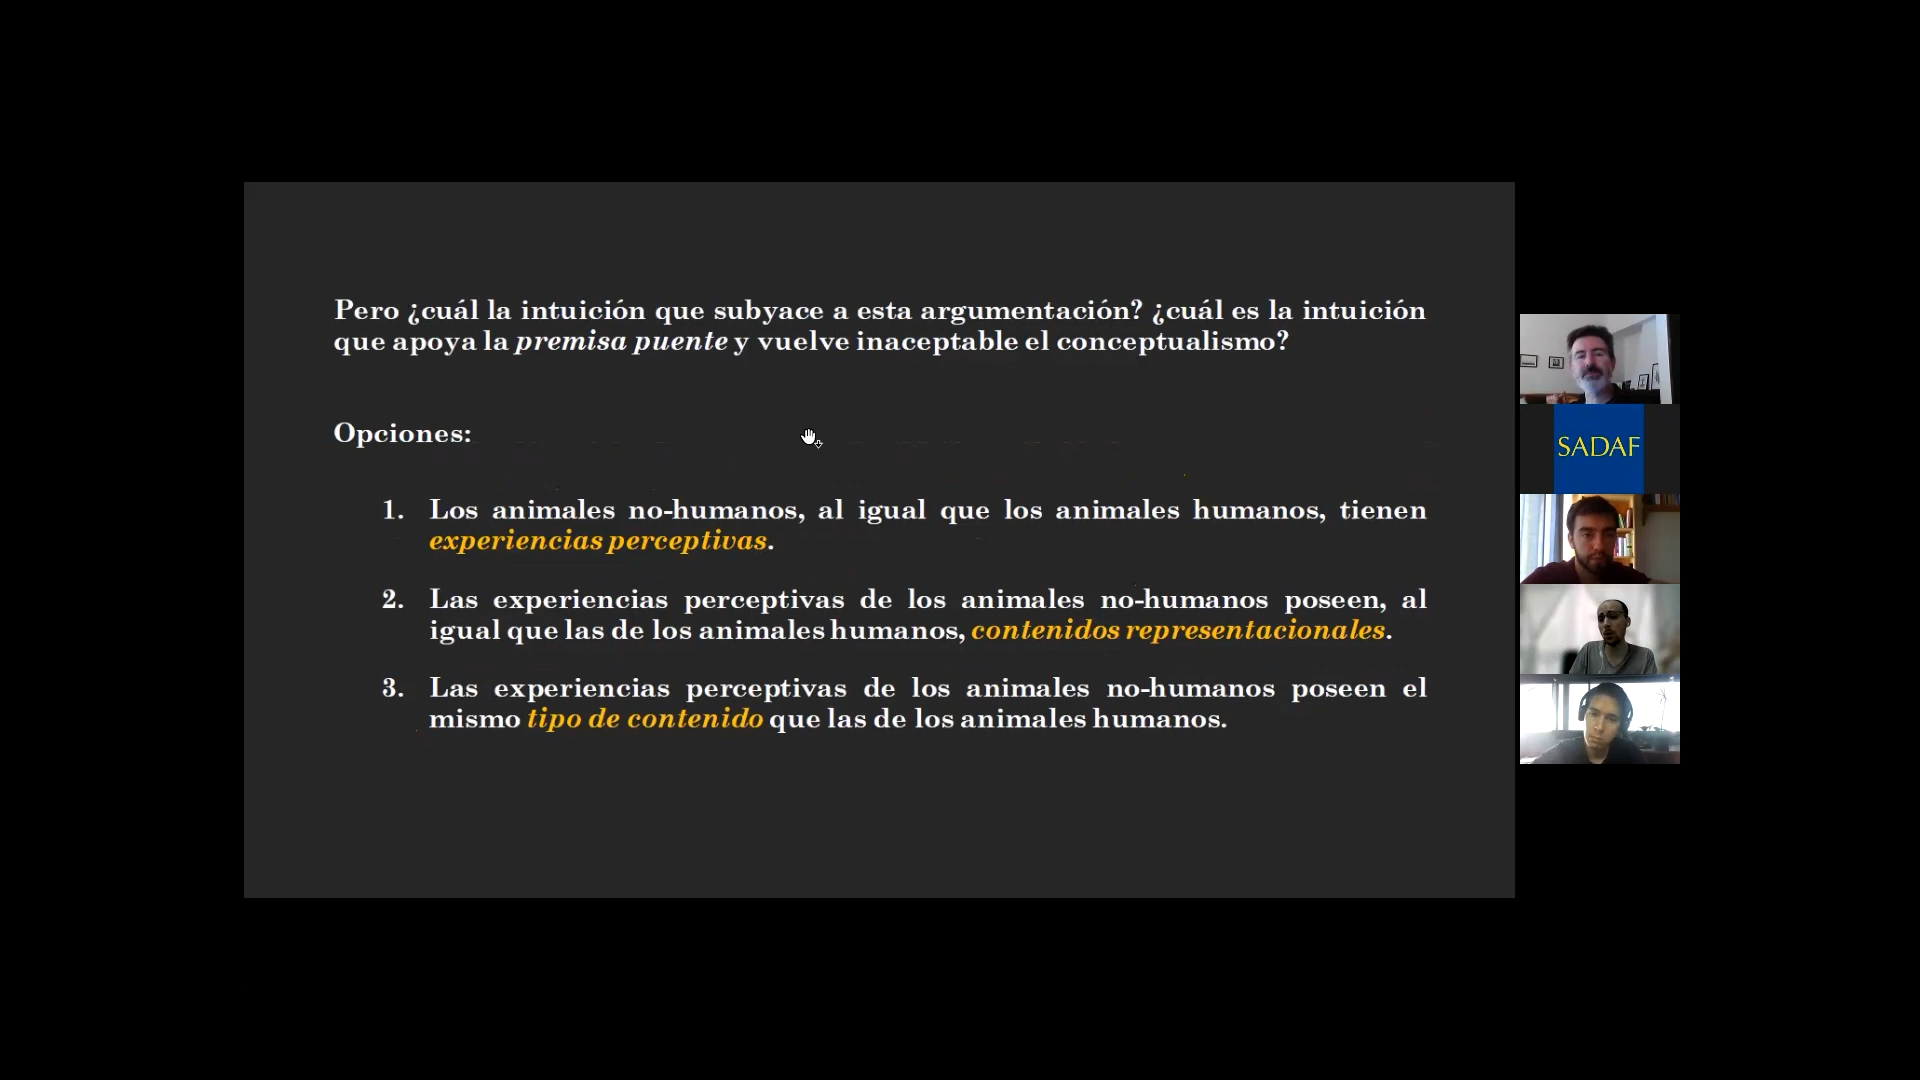 Pero ¿cuál la intuición que subyace a esta argumentación? ¿cuál es la intuición
que apoya la premisa puente y vuelve inaceptable el conceptualismo?
Opciones:
1. Los animales no-humanos, al igual que los animales humanos, tienen
experiencias perceptivas.
2. Las experiencias perceptivas de los animales no-humanos poseen, al
igual que las de los animales humanos, contenidos representacionales.
3. Las experiencias perceptivas de los animales no-humanos poseen el
mismo tipo de contenido que las de los animales humanos.
SADAF